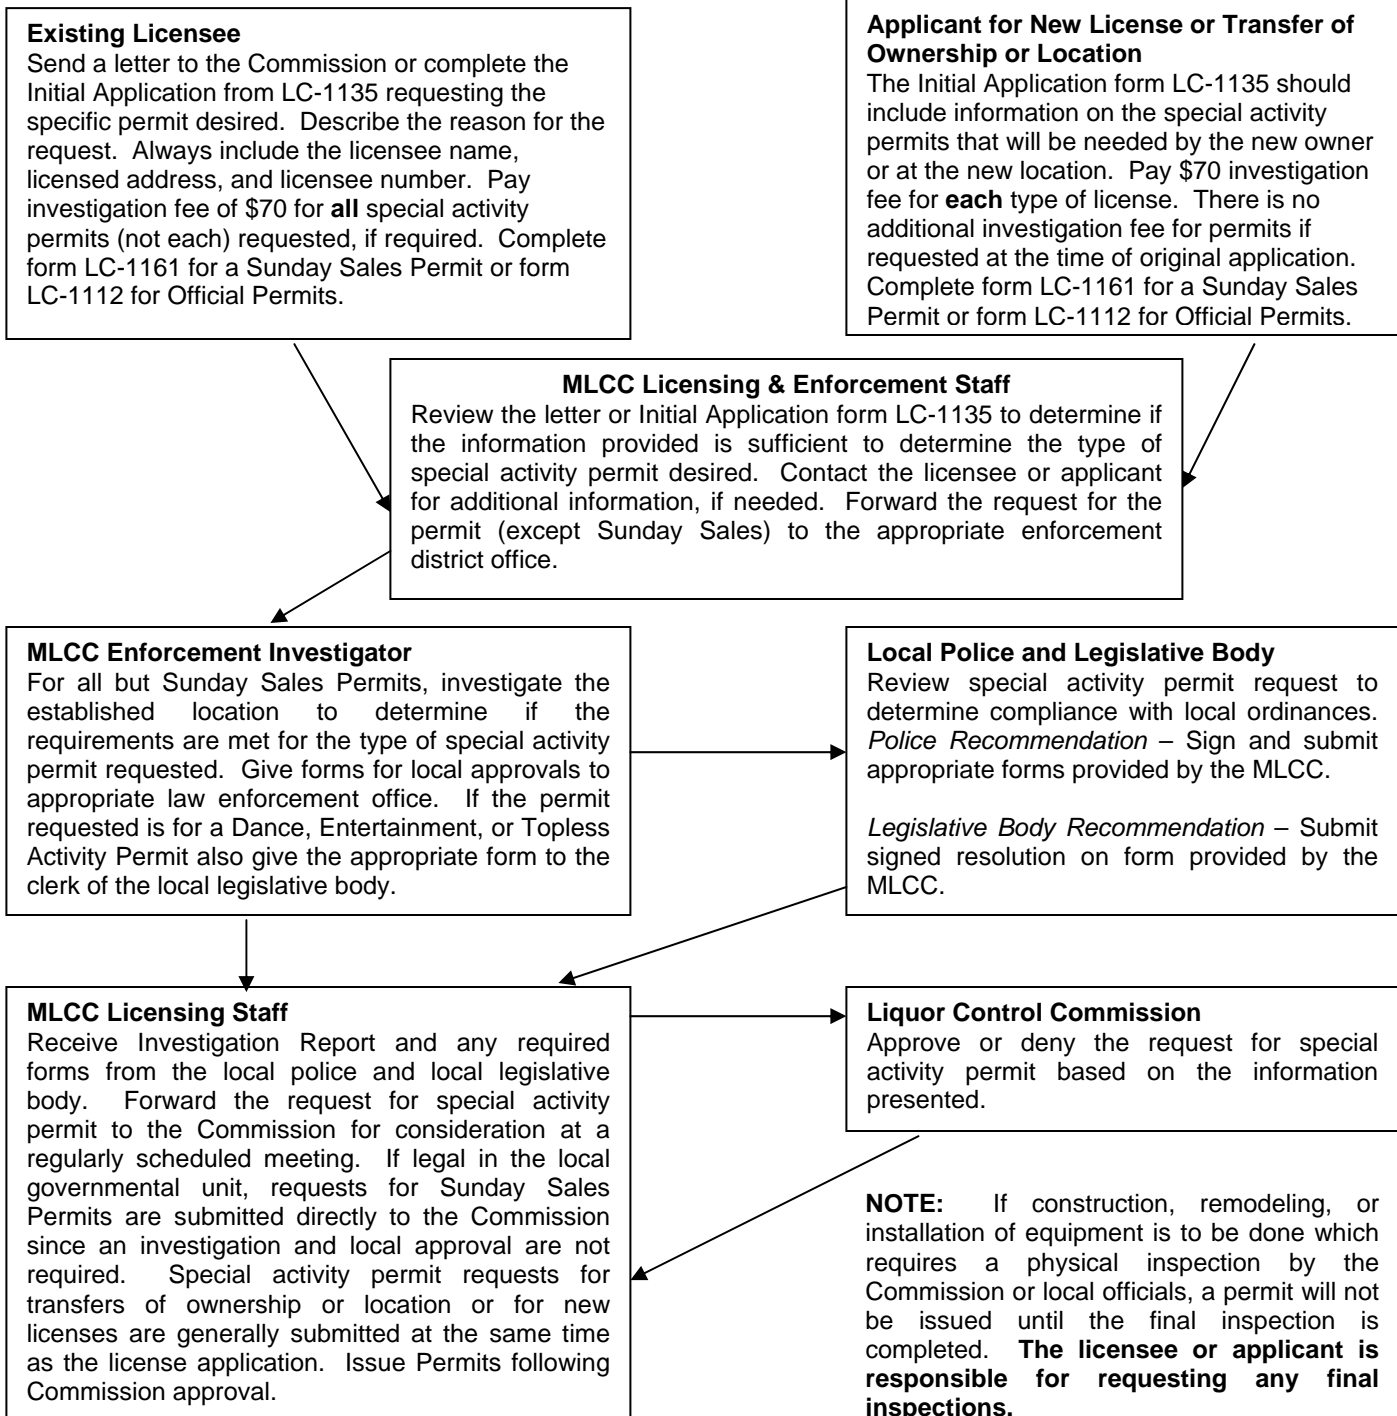 Existing Licensee
Send a letter to the Commission or complete the
Initial Application from LC-1135 requesting the
specific permit desired. Describe the reason for the
request. Always include the licensee name,
licensed address, and licensee number. Pay
investigation fee of $70 for all special activity
permits (not each) requested, if required. Complete
form LC-1161 for a Sunday Sales Permit or form
LC-1112 for Official Permits.
Applicant for New License or Transfer of
Ownership or Location
The Initial Application form LC-1135 should
include information on the special activity
permits that will be needed by the new owner
or at the new location. Pay $70 investigation
fee for each type of license. There is no
additional investigation fee for permits if
requested at the time of original application.
Complete form LC-1161 for a Sunday Sales
Permit or form LC-1112 for Official Permits.
MLCC Licensing & Enforcement Staff
Review the letter or Initial Application form LC-1135 to determine if
the information provided is sufficient to determine the type of
special activity permit desired. Contact the licensee or applicant
for additional information, if needed. Forward the request for the
permit (except Sunday Sales) to the appropriate enforcement
district office.
MLCC Enforcement Investigator
For all but Sunday Sales Permits, investigate the
established location to determine if the
requirements are met for the type of special activity
permit requested. Give forms for local approvals to
appropriate law enforcement office. If the permit
requested is for a Dance, Entertainment, or Topless
Activity Permit also give the appropriate form to the
clerk of the local legislative body.
Local Police and Legislative Body
Review special activity permit request to
determine compliance with local ordinances.
Police Recommendation – Sign and submit
appropriate forms provided by the MLCC.
Legislative Body Recommendation – Submit
signed resolution on form provided by the
MLCC.
MLCC Licensing Staff
Receive Investigation Report and any required
forms from the local police and local legislative
body. Forward the request for special activity
permit to the Commission for consideration at a
regularly scheduled meeting. If legal in the local
governmental unit, requests for Sunday Sales
Permits are submitted directly to the Commission
since an investigation and local approval are not
required. Special activity permit requests for
transfers of ownership or location or for new
licenses are generally submitted at the same time
as the license application. Issue Permits following
Commission approval.
Liquor Control Commission
Approve or deny the request for special
activity permit based on the information
presented.
NOTE: If construction, remodeling, or
installation of equipment is to be done which
requires a physical inspection by the
Commission or local officials, a permit will not
be issued until the final inspection is
completed. The licensee or applicant is
responsible for requesting any final
inspections.